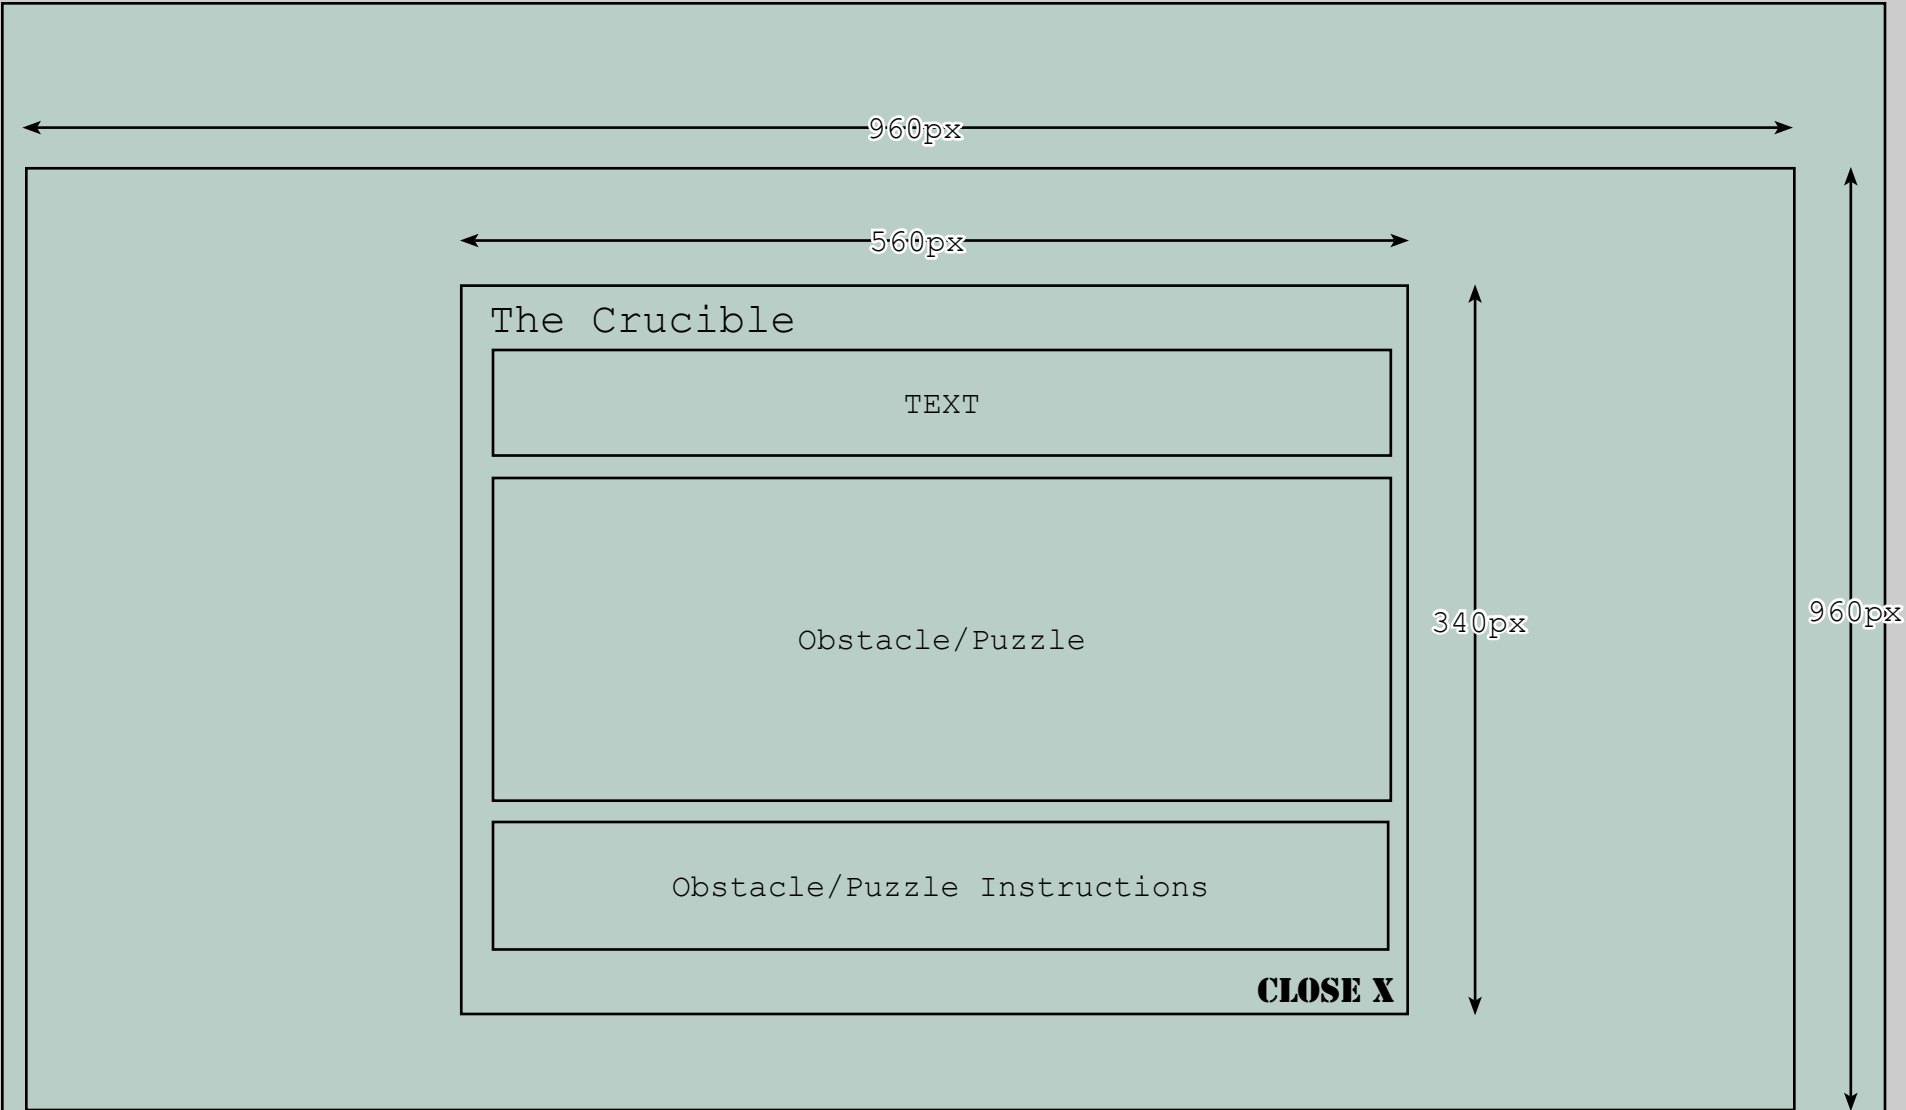 960px
560px
The Crucible
TEXT
Obstacle/Puzzle
340px
960px
Obstacle/Puzzle Instructions
CLOSE X